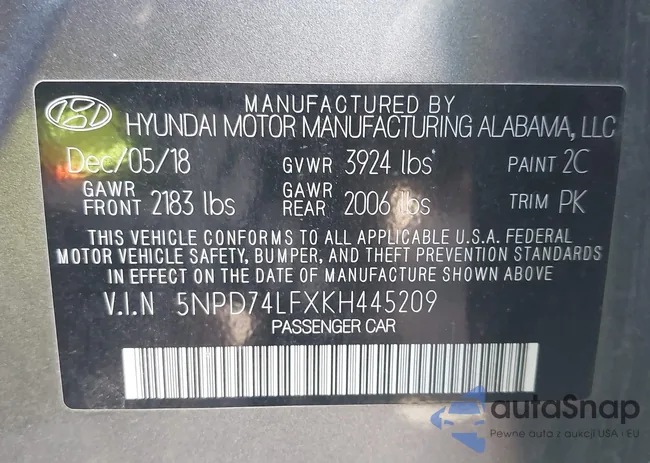 MANUFACTURED BY
HYUNDAI MOTOR MANUFACTURING ALABAMA, LLC
Dec/05/18 GVWR 3924 lbs PAINT 2C
GAWR FRONT 2183 lbs GAWR REAR 2006 lbs TRIM PK
THIS VEHICLE CONFORMS TO ALL APPLICABLE U.S.A. FEDERAL
MOTOR VEHICLE SAFETY, BUMPER, AND THEFT PREVENTION STANDARDS
IN EFFECT ON THE DATE OF MANUFACTURE SHOWN ABOVE
V.I.N 5NPD74LFXKH445209
PASSENGER CAR
autaSnap
Pewne auta z aukcji USA i EU